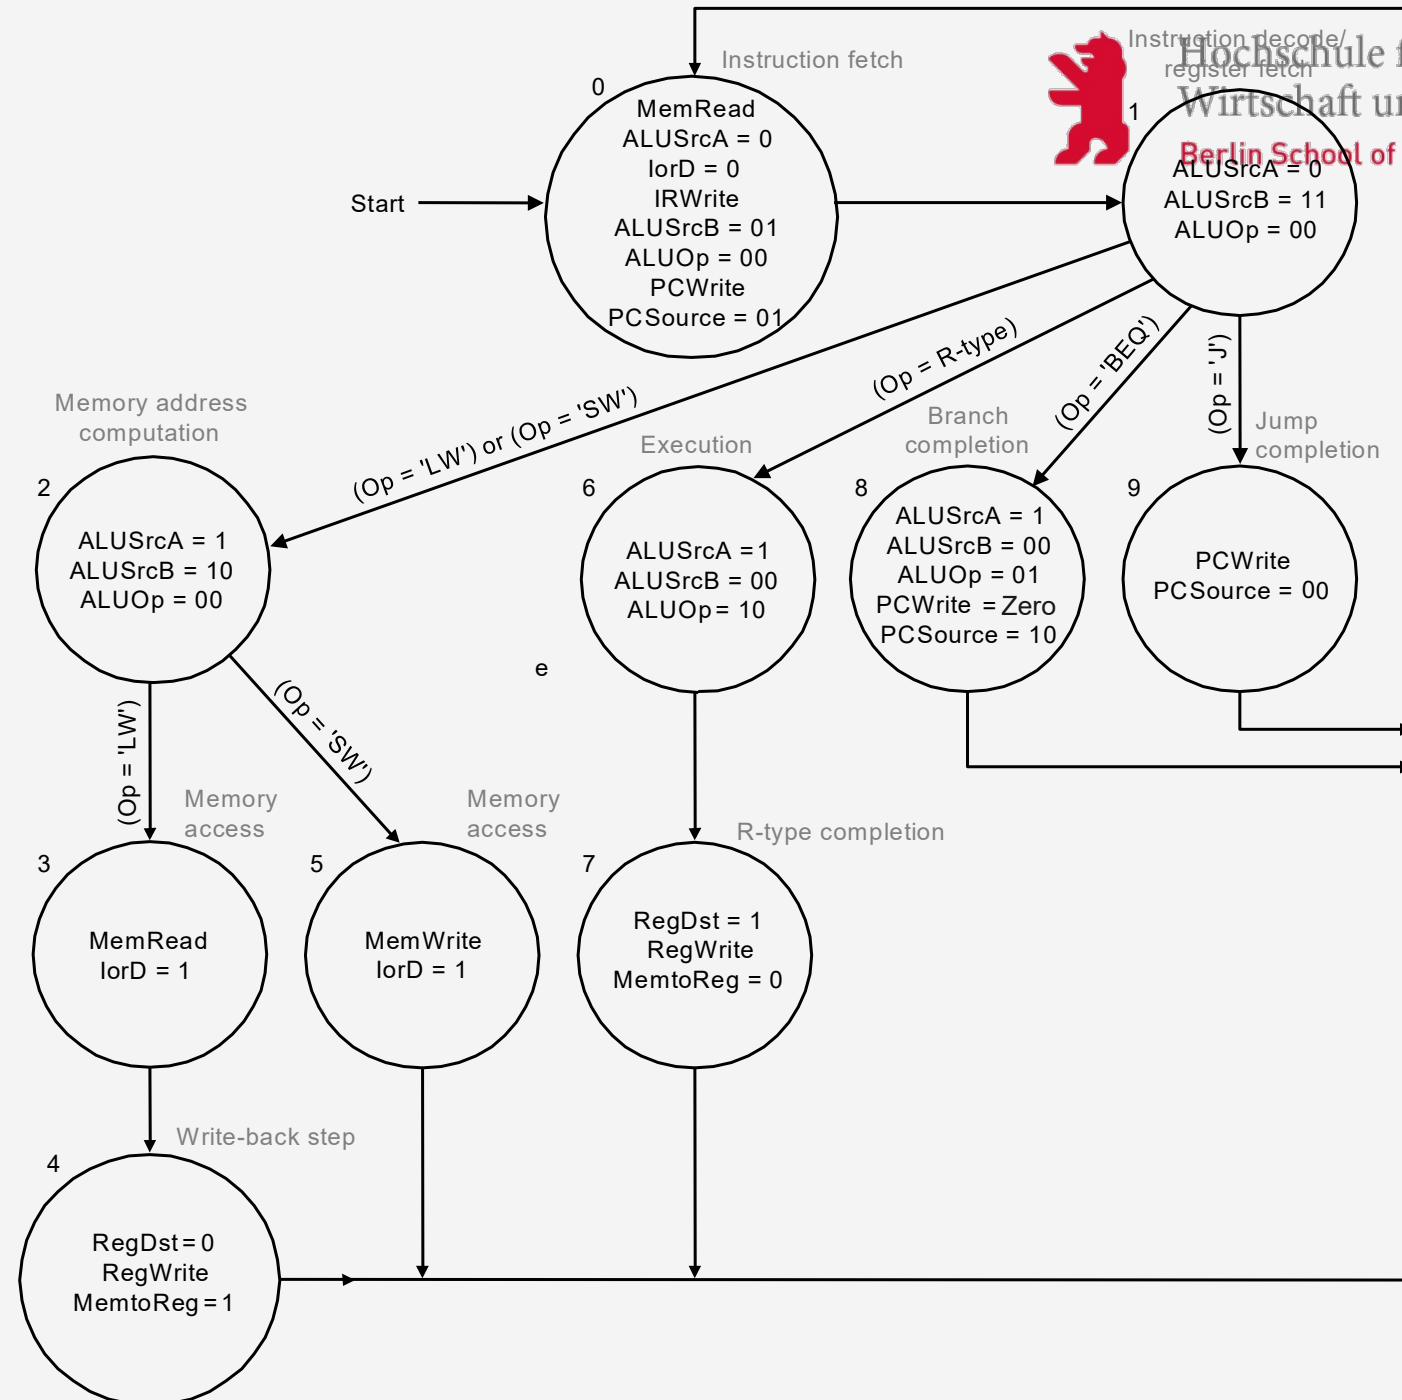 Instruction fetch
0
MemRead
ALUSrcA = 0
IorD = 0
IRWrite
ALUSrcB = 01
ALUOp = 00
PCWrite
PCSource = 01
Start
Instruction decode/
register fetch
Hochschule f
Wirtschaft u
Berlin School of
1
ALUSrcA = 0
ALUSrcB = 11
ALUOp = 00
(Op = 'LW') or (Op = 'SW')
(Op = R-type)
(Op = 'BEQ')
(Op = 'J')
Memory address
computation
2
ALUSrcA = 1
ALUSrcB = 10
ALUOp = 00
Execution
6
ALUSrcA =1
ALUSrcB = 00
ALUOp = 10
e
Branch
completion
8
ALUSrcA = 1
ALUSrcB = 00
ALUOp = 01
PCWrite = Zero
PCSource = 10
Jump
completion
9
PCWrite
PCSource = 00
(Op = 'LW')
(Op = 'SW')
Memory
access
3
MemRead
IorD = 1
Memory
access
5
MemWrite
IorD = 1
R-type completion
7
RegDst = 1
RegWrite
MemtoReg = 0
Write-back step
4
RegDst = 0
RegWrite
MemtoReg = 1